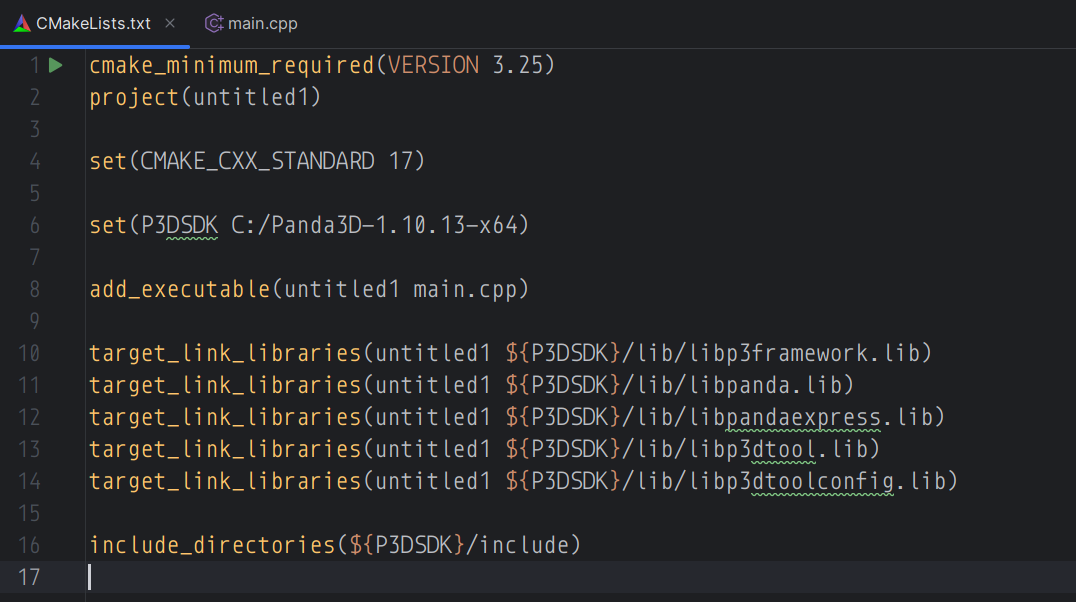 CMakeLists.txt × main.cpp
1 cmake_minimum_required(VERSION 3.25)
2 project(untitled1)
3
4 set(CMAKE_CXX_STANDARD 17)
5
6 set(P3DSDK C:/Panda3D-1.10.13-x64)
7
8 add_executable(untitled1 main.cpp)
9
10 target_link_libraries(untitled1 ${P3DSDK}/lib/libp3framework.lib)
11 target_link_libraries(untitled1 ${P3DSDK}/lib/libpanda.lib)
12 target_link_libraries(untitled1 ${P3DSDK}/lib/libpandaexpress.lib)
13 target_link_libraries(untitled1 ${P3DSDK}/lib/libp3dtool.lib)
14 target_link_libraries(untitled1 ${P3DSDK}/lib/libp3dtoolconfig.lib)
15
16 include_directories(${P3DSDK}/include)
17